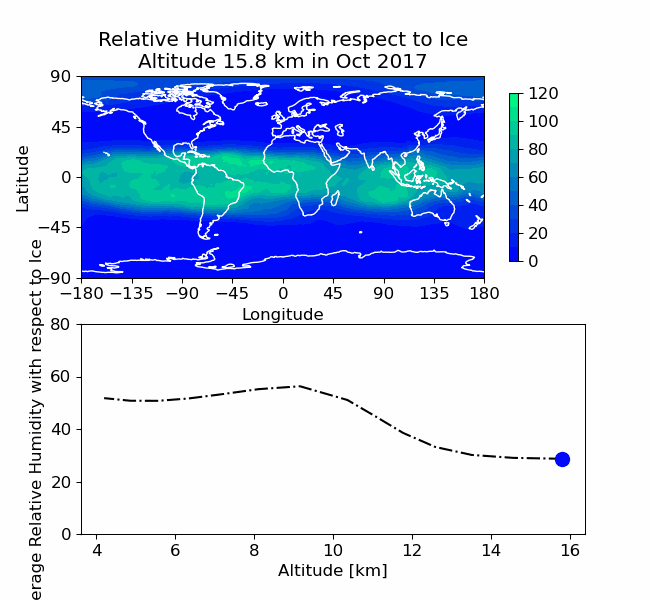 Relative Humidity with respect to Ice
Altitude 15.8 km in Oct 2017
90
45
0
−45
−90
Latitude
−180 −135 −90 −45 0 45 90 135 180
Longitude
120
100
80
60
40
20
0
erage Relative Humidity with respect to Ice
80
60
40
20
0
4 6 8 10 12 14 16
Altitude [km]